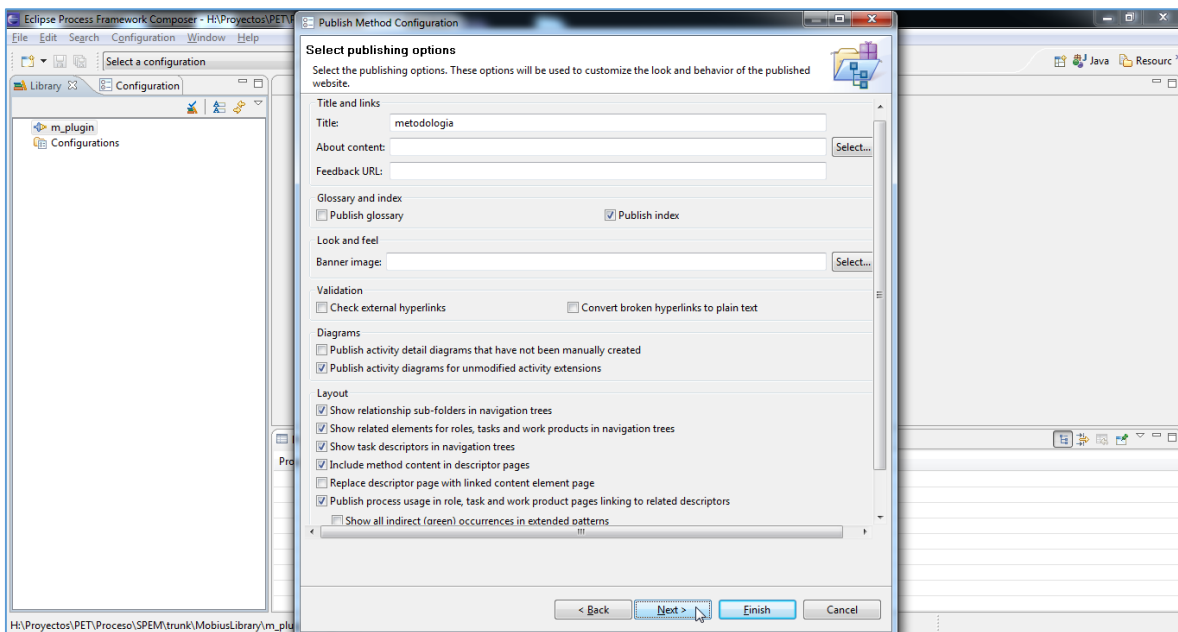 Eclipse Process Framework Composer - H:\Proyectos\PET\P
File Edit Search Configuration Window Help
Select a configuration
Library
Configuration
m_plugin
Configurations
Java
Resourc
Publish Method Configuration
Select publishing options
Select the publishing options. These options will be used to customize the look and behavior of the published
website.
Title and links
Title: metodologia
About content: Select...
Feedback URL:
Glossary and index
Publish glossary Publish index
Look and feel
Banner image: Select...
Validation
Check external hyperlinks Convert broken hyperlinks to plain text
Diagrams
Publish activity detail diagrams that have not been manually created
Publish activity diagrams for unmodified activity extensions
Layout
Show relationship sub-folders in navigation trees
Show related elements for roles, tasks and work products in navigation trees
Show task descriptors in navigation trees
Include method content in descriptor pages
Replace descriptor page with linked content element page
Publish process usage in role, task and work product pages linking to related descriptors
Show all indirect (green) occurrences in extended patterns
< Back Next > Finish Cancel
Pro
H:\Proyectos\PET\Proceso\SPEM\trunk\MobiusLibrary\m_plu